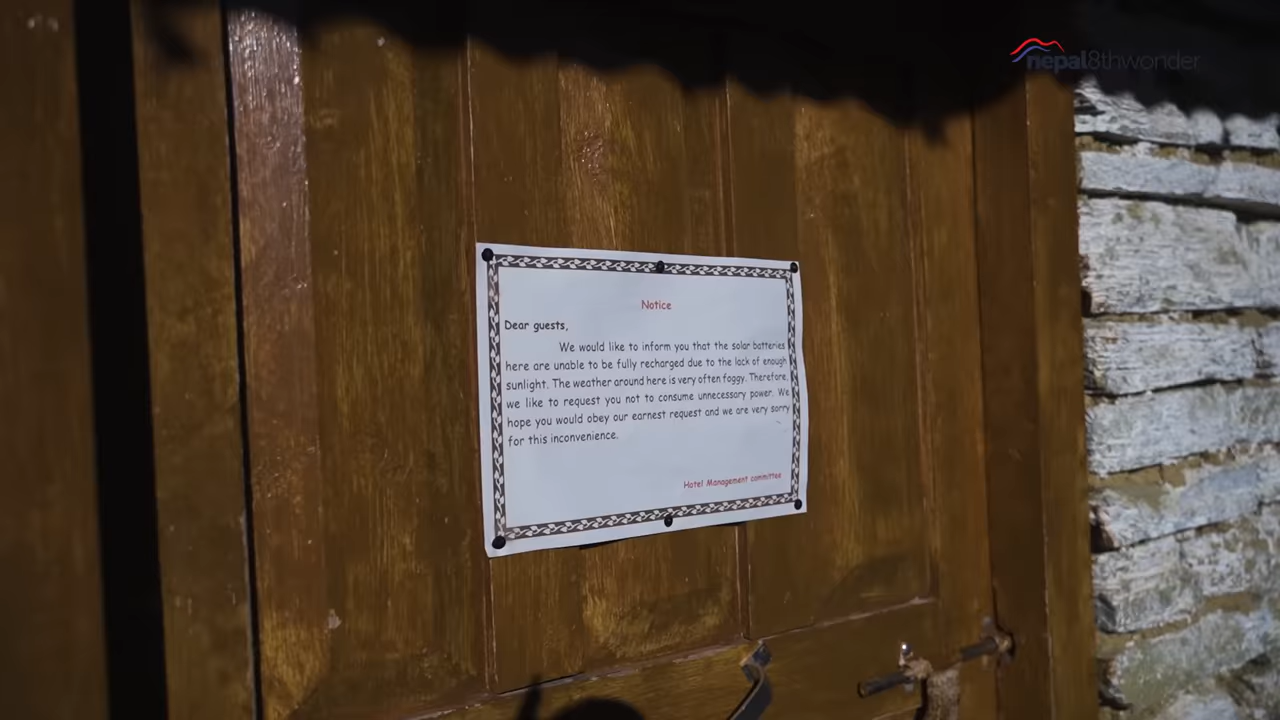 nepal8thwonder
Notice
Dear guests,
We would like to inform you that the solar batteries
here are unable to be fully recharged due to the lack of enough
sunlight. The weather around here is very often foggy. Therefore,
we like to request you not to consume unnecessary power. We
hope you would obey our earnest request and we are very sorry
for this inconvenience.
Hotel Management committee